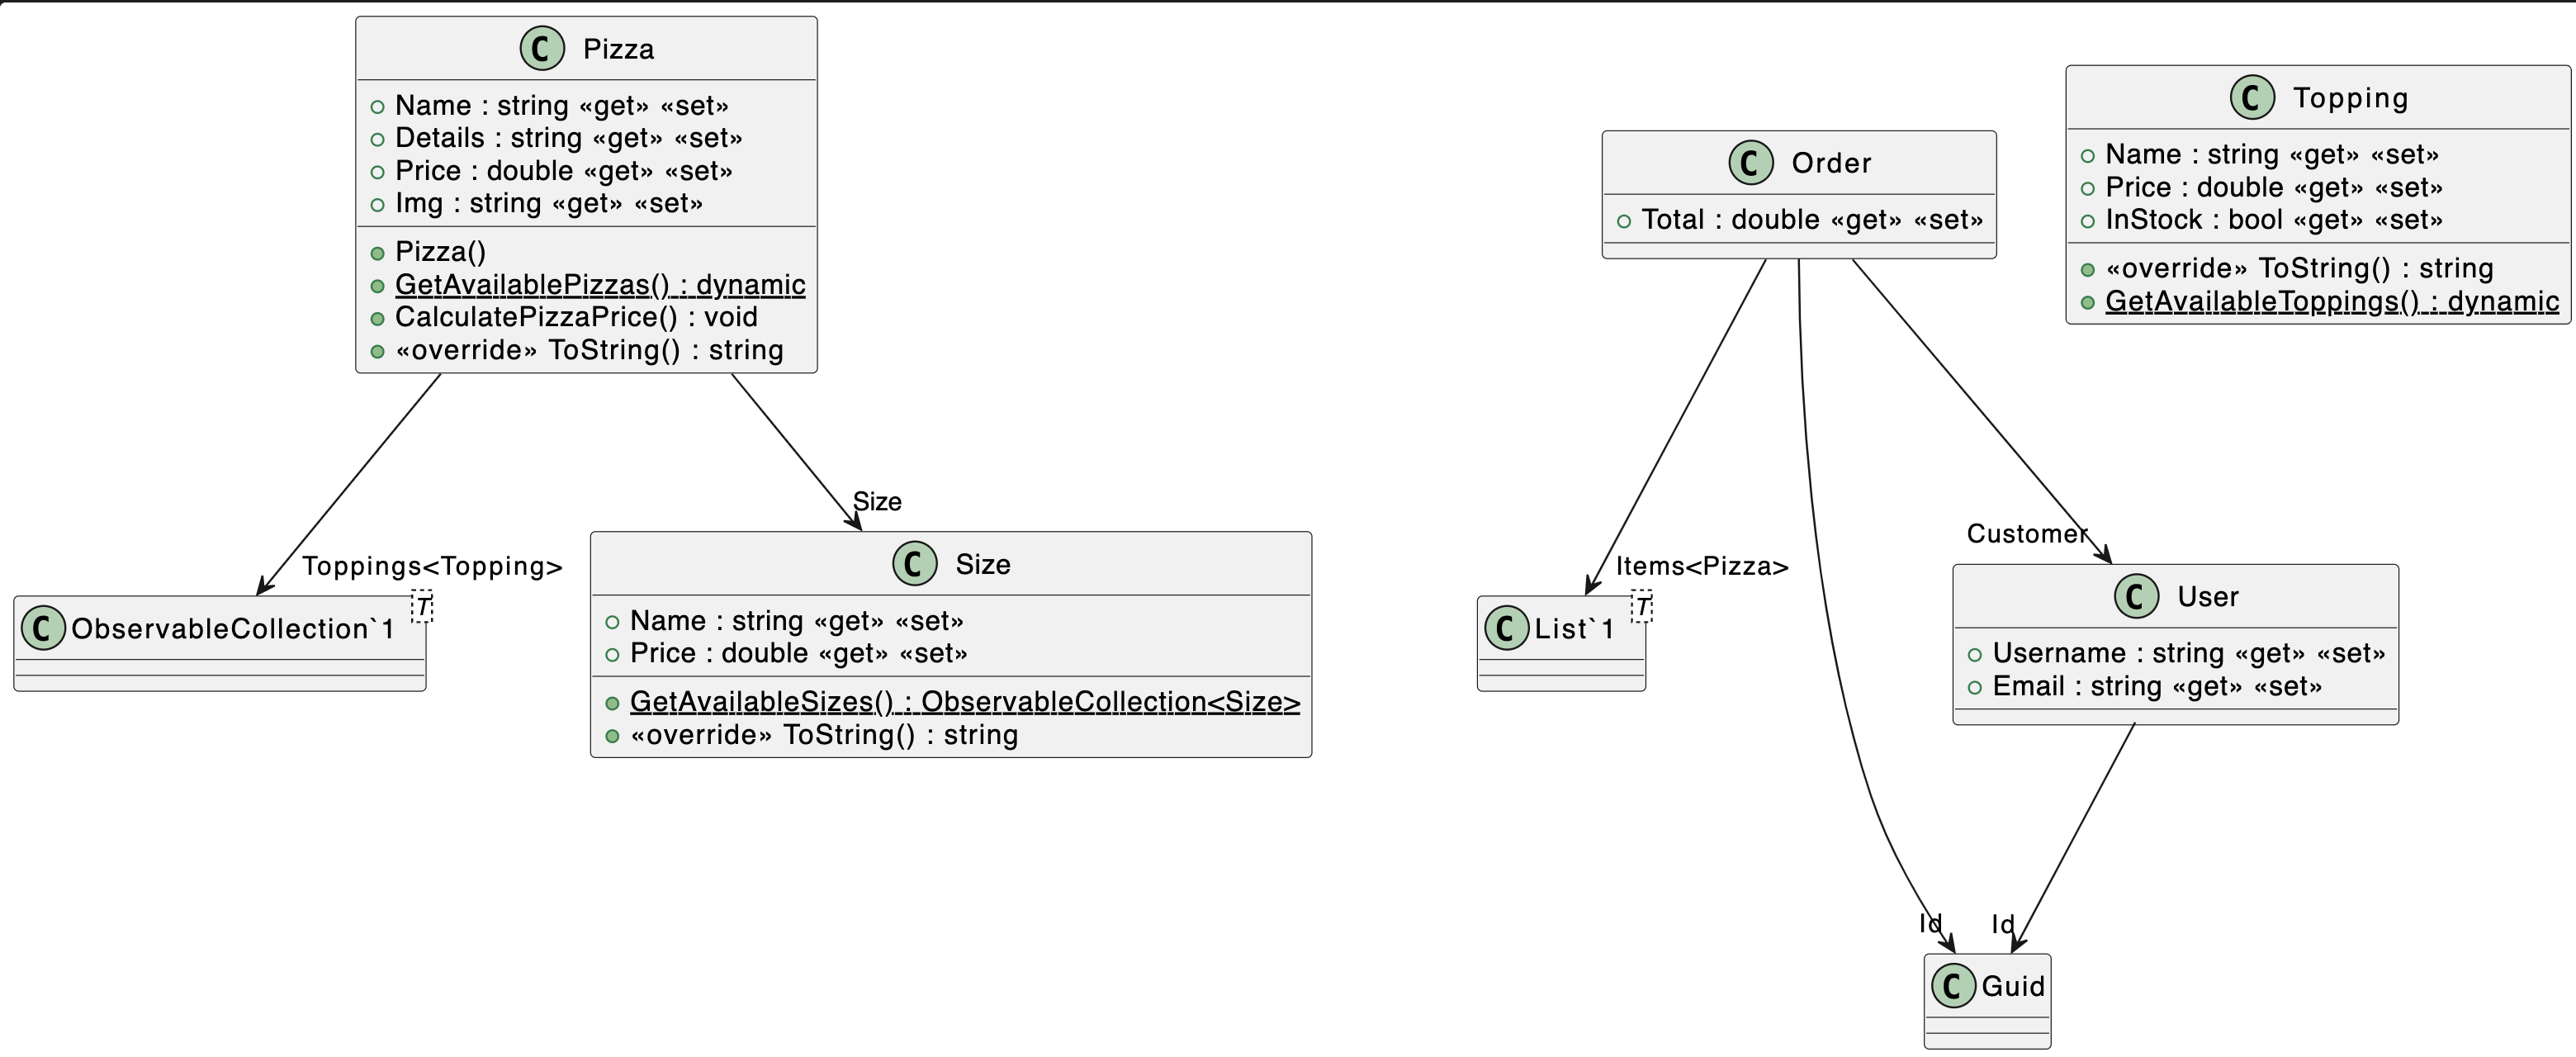 C Pizza
Name : string «get» «set»
Details : string «get» «set»
Price : double «get» «set»
Img : string «get» «set»
Pizza()
GetAvailablePizzas() : dynamic
CalculatePizzaPrice() : void
«override» ToString() : string
C Order
Total : double «get» «set»
C Topping
Name : string «get» «set»
Price : double «get» «set»
InStock : bool «get» «set»
«override» ToString() : string
GetAvailableToppings() : dynamic
Toppings<Topping>
Size
Items<Pizza>
Customer
C ObservableCollection`1
T
C Size
Name : string «get» «set»
Price : double «get» «set»
GetAvailableSizes() : ObservableCollection<Size>
«override» ToString() : string
C List`1
T
C User
Username : string «get» «set»
Email : string «get» «set»
Id
Id
C Guid